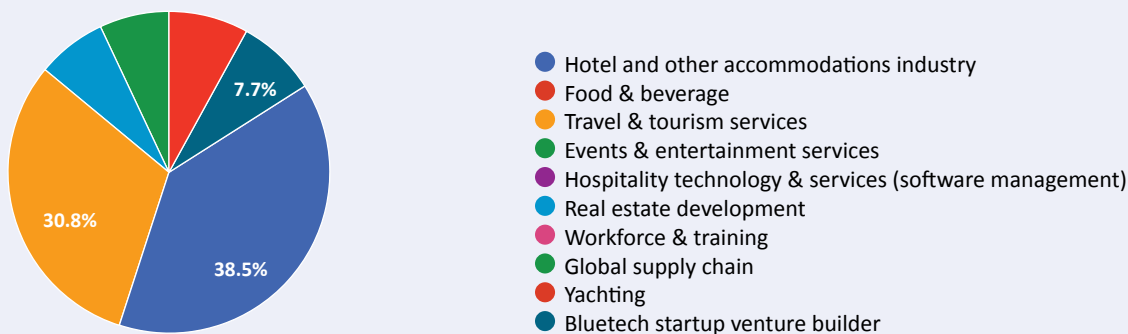 7.7%
30.8%
38.5%
Hotel and other accommodations industry
Food & beverage
Travel & tourism services
Events & entertainment services
Hospitality technology & services (software management)
Real estate development
Workforce & training
Global supply chain
Yachting
Bluetech startup venture builder